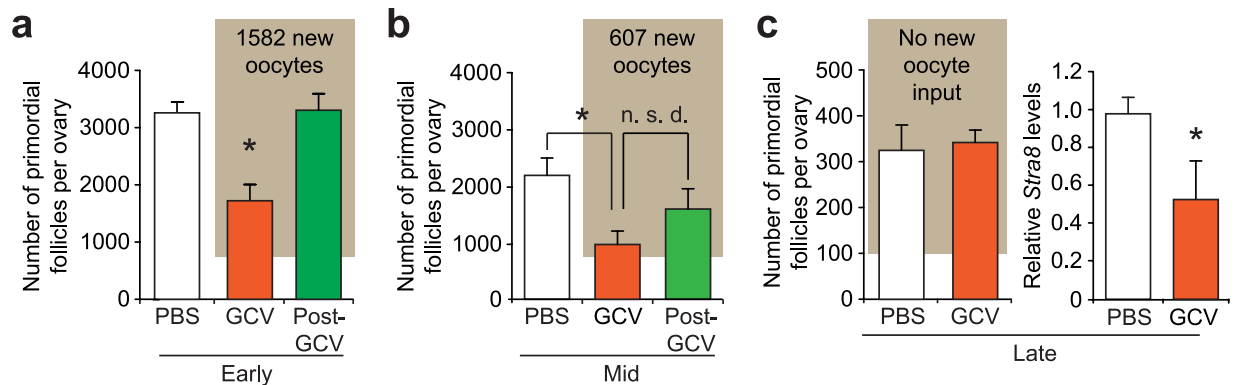 a
1582 new
oocytes
Number of primordial
follicles per ovary
4000
3000
2000
1000
0
*
PBS
GCV
Post-
GCV
Early
b
607 new
oocytes
Number of primordial
follicles per ovary
4000
3000
2000
1000
0
*
n. s. d.
PBS
GCV
Post-
GCV
Mid
c
No new
oocyte
input
Number of primordial
follicles per ovary
500
400
300
200
100
0
PBS
GCV
Relative Stra8 levels
1.2
1.0
0.8
0.6
0.4
0.2
0
*
PBS
GCV
Late